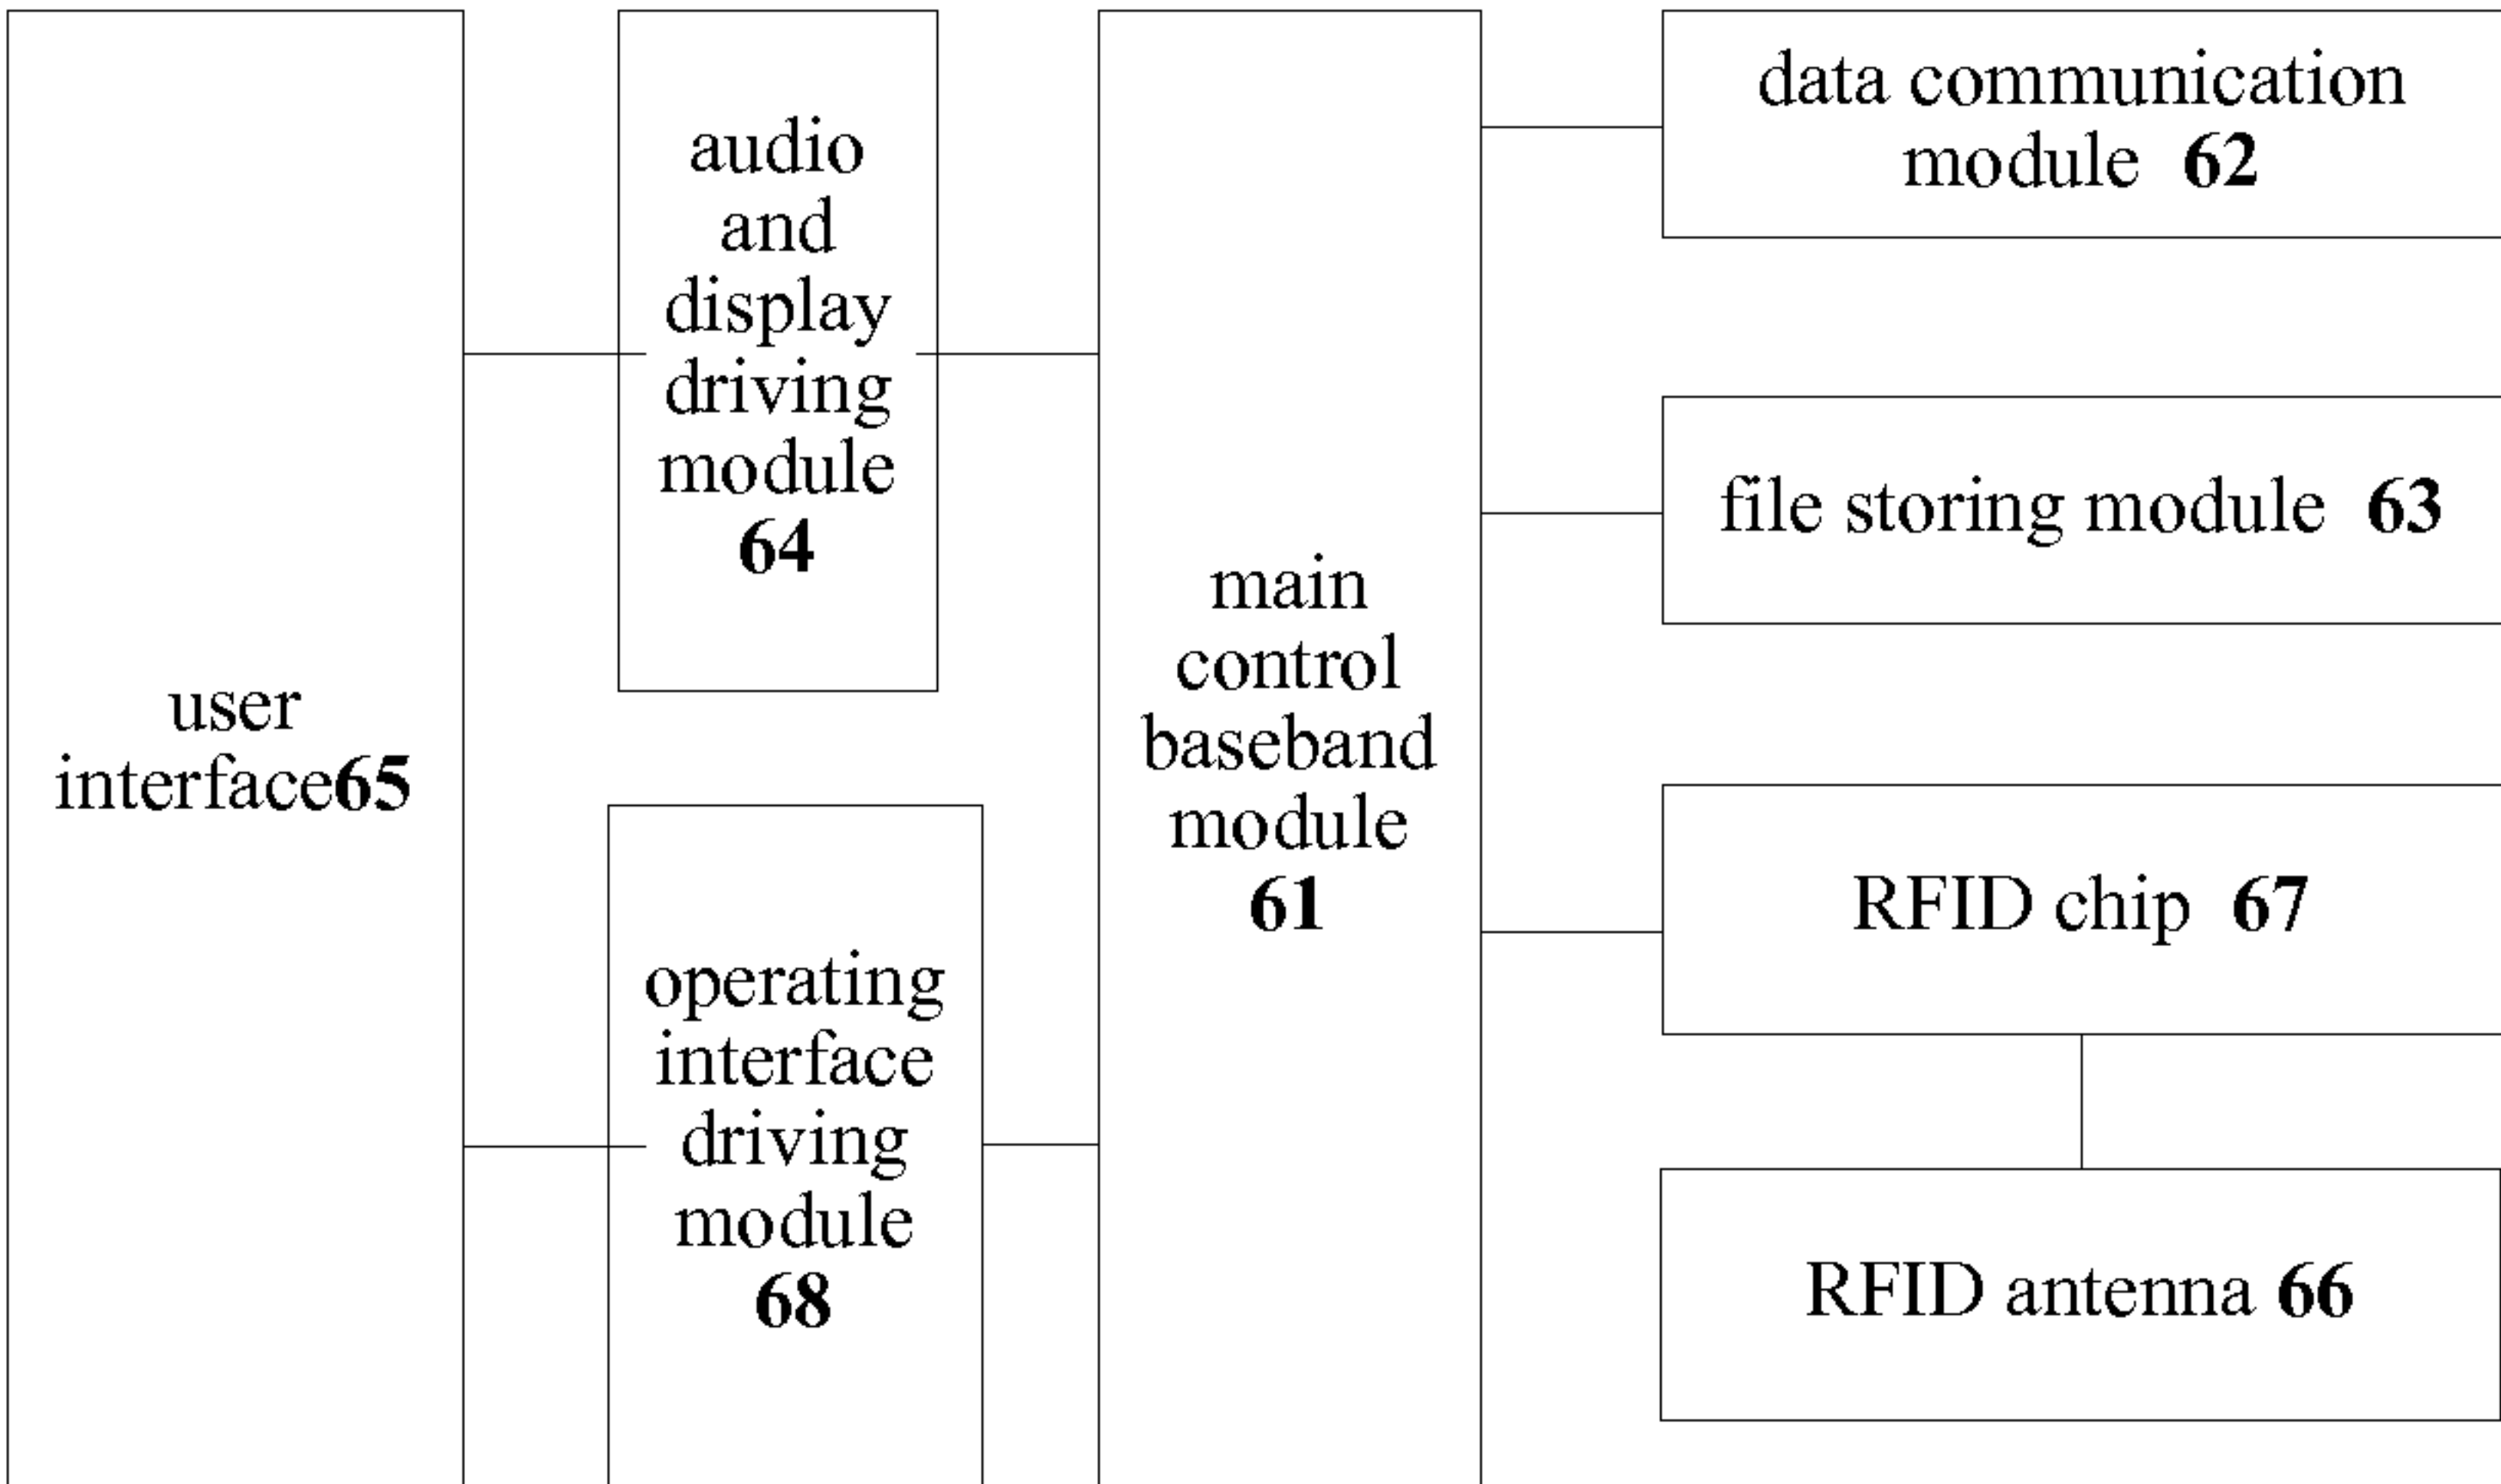 user
interface65
audio
and
display
driving
module
64
operating
interface
driving
module
68
main
control
baseband
module
61
data communication
module 62
file storing module 63
RFID chip 67
RFID antenna 66